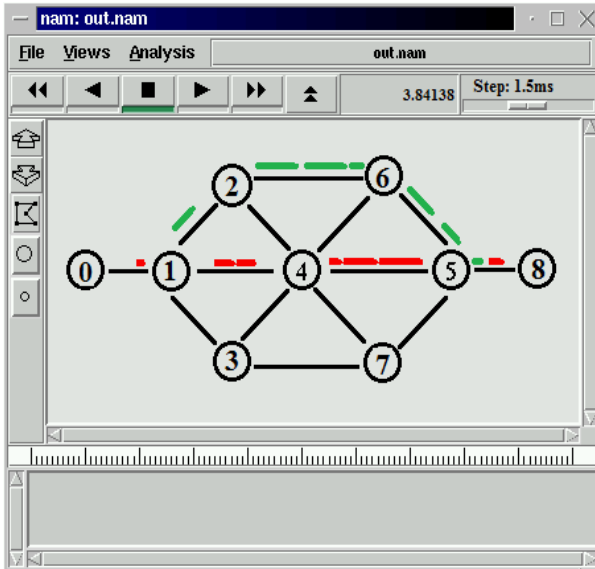 nam: out.nam
File Views Analysis out.nam
3.84138 Step: 1.5ms
2 6
0 1 4 5 8
3 7